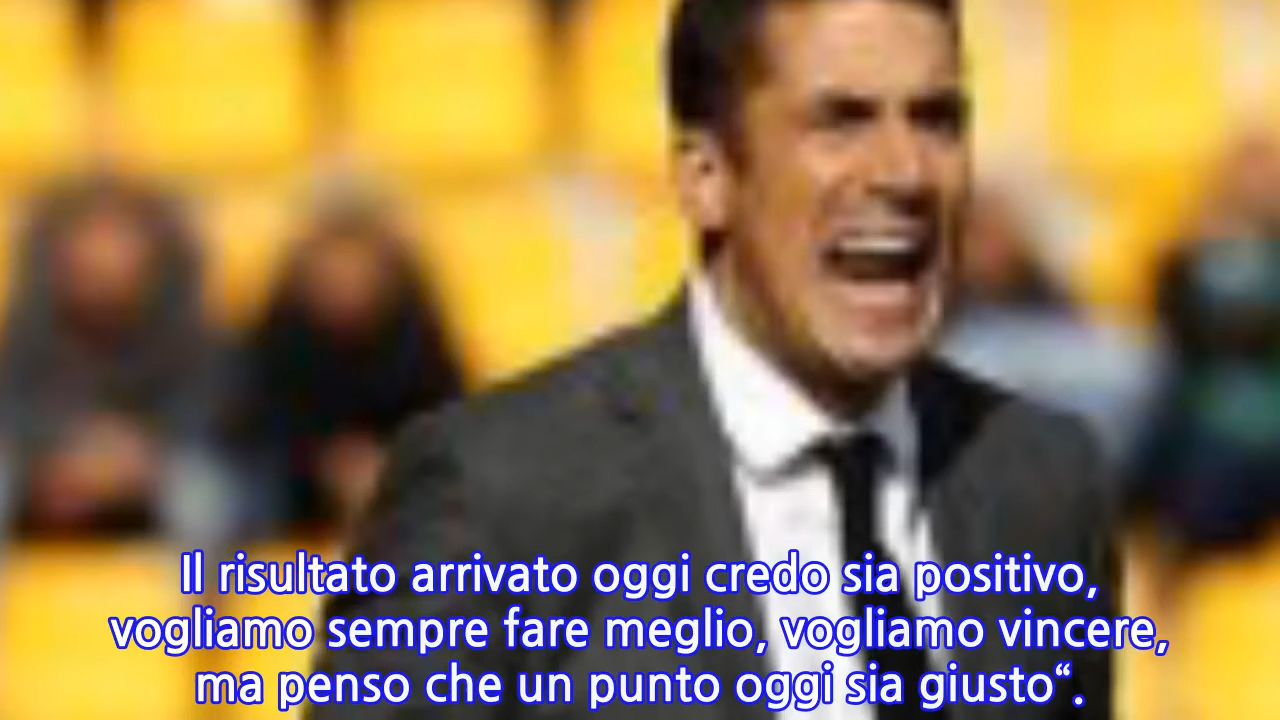 Il risultato arrivato oggi credo sia positivo,
vogliamo sempre fare meglio, vogliamo vincere,
ma penso che un punto oggi sia giusto“.